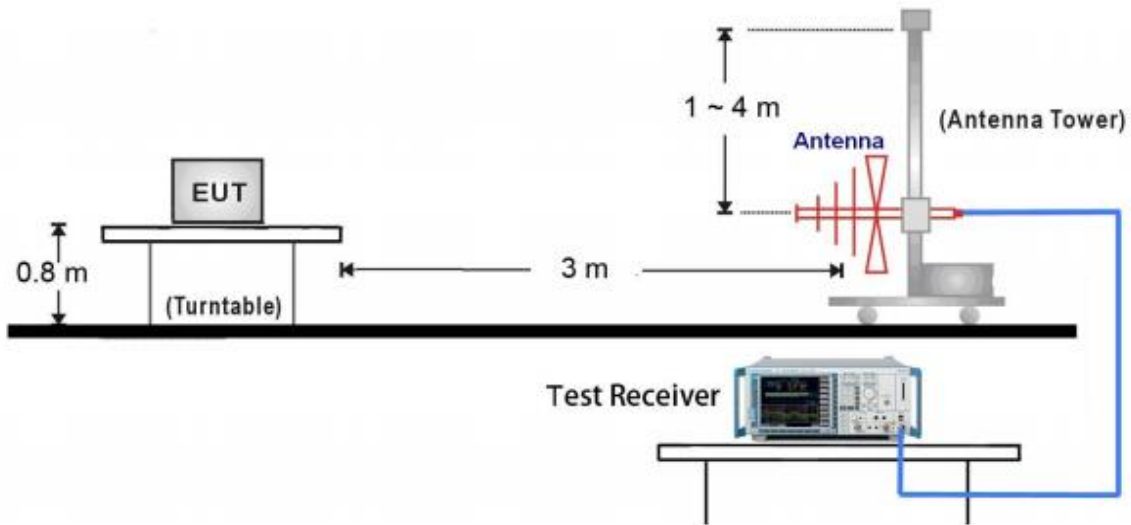 1 ~ 4 m
(Antenna Tower)
Antenna
EUT
0.8 m
3 m
(Turntable)
Test Receiver